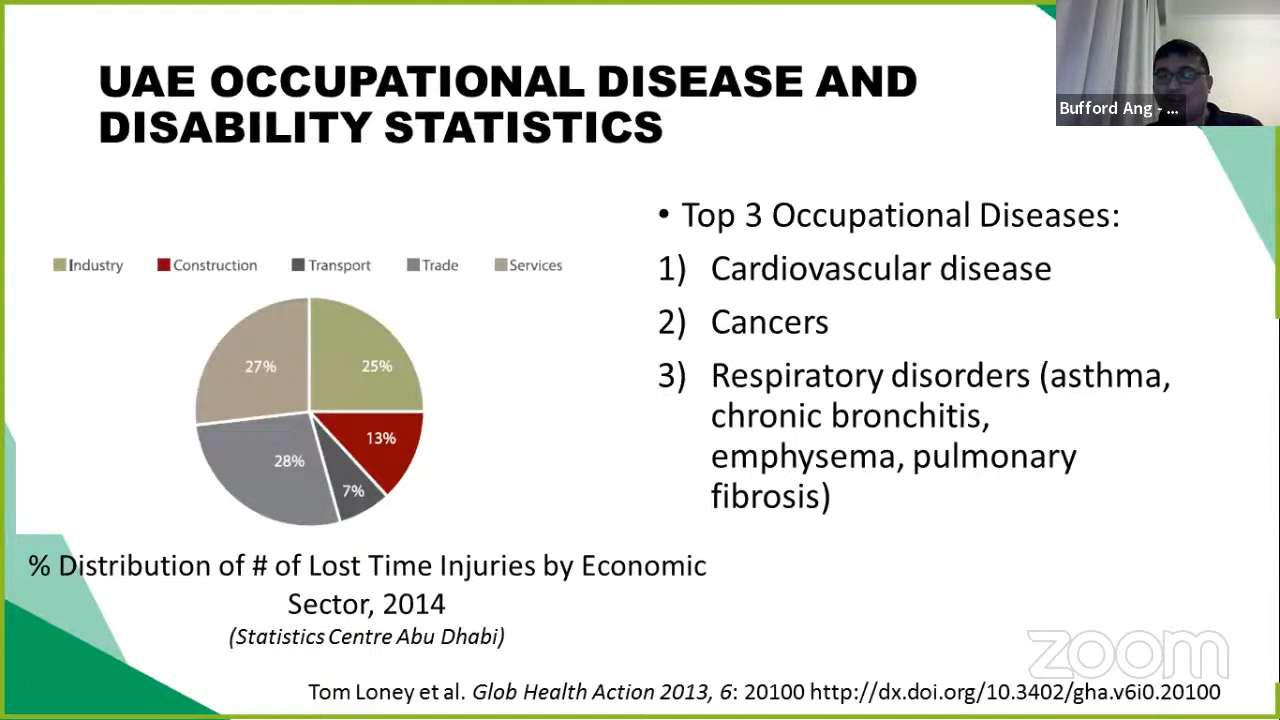 UAE OCCUPATIONAL DISEASE AND
DISABILITY STATISTICS
Bufford Ang - ...
Industry Construction Transport Trade Services
27%
25%
13%
28%
7%
% Distribution of # of Lost Time Injuries by Economic
Sector, 2014
(Statistics Centre Abu Dhabi)
• Top 3 Occupational Diseases:
1) Cardiovascular disease
2) Cancers
3) Respiratory disorders (asthma,
chronic bronchitis,
emphysema, pulmonary
fibrosis)
zoom
Tom Loney et al. Glob Health Action 2013, 6: 20100 http://dx.doi.org/10.3402/gha.v6i0.20100